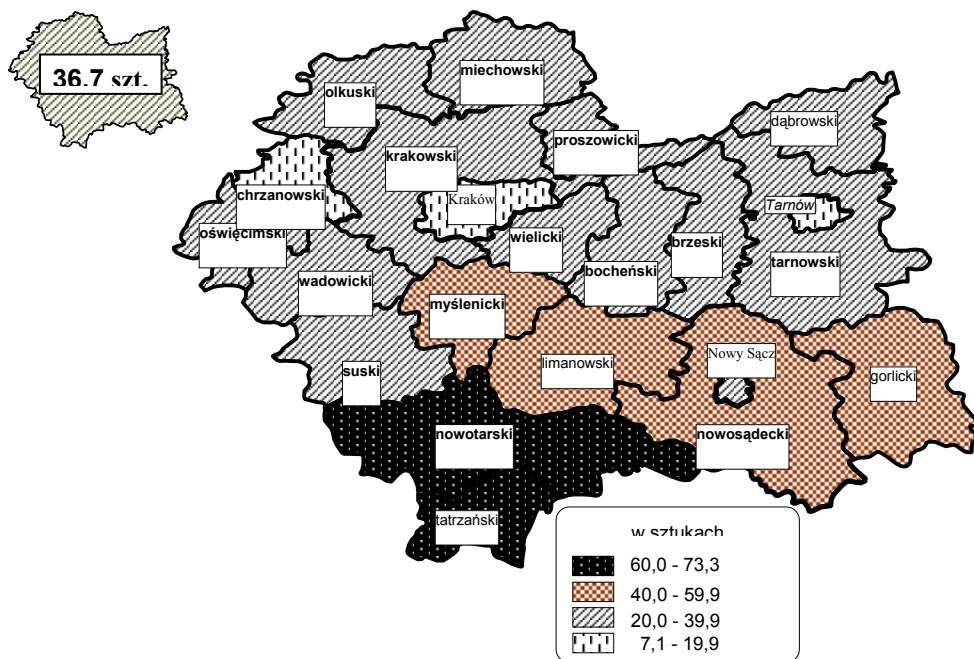 36,7 szt.
miechowski
olkuski
dąbrowski
proszowicki
krakowski
chrzanowski
Kraków
Tarnów
oświęcimski
wielicki
brzeski
bocheński
tarnowski
wadowicki
myślenicki
limanowski
Nowy Sącz
suski
gorlicki
nowotarski
nowosądecki
tatrzański
w sztukach
60,0 - 73,3
40,0 - 59,9
20,0 - 39,9
7,1 - 19,9